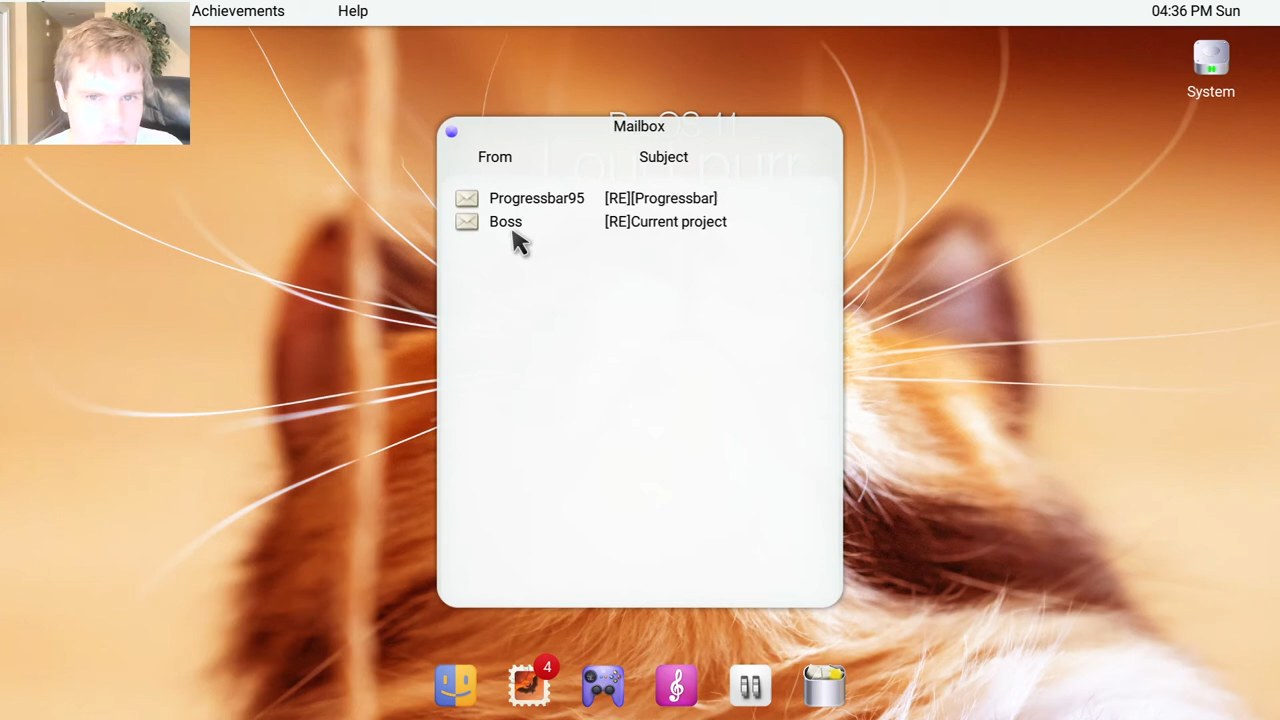 Achievements Help 04:36 PM Sun
System
Mailbox
From Subject
Progressbar95 [RE][Progressbar]
Boss [RE]Current project
4